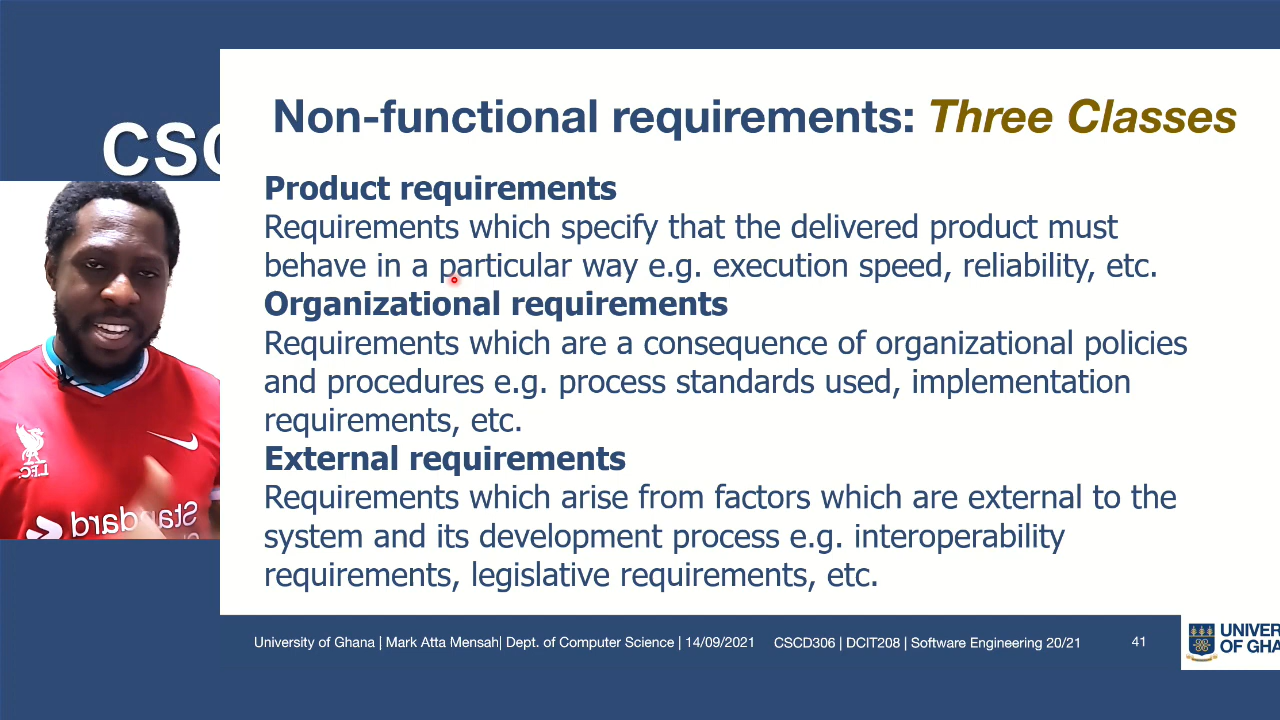 CSC
Non-functional requirements: Three Classes
Product requirements
Requirements which specify that the delivered product must
behave in a particular way e.g. execution speed, reliability, etc.
Organizational requirements
Requirements which are a consequence of organizational policies
and procedures e.g. process standards used, implementation
requirements, etc.
External requirements
Requirements which arise from factors which are external to the
system and its development process e.g. interoperability
requirements, legislative requirements, etc.
L.F.C.
Standard
University of Ghana | Mark Atta Mensah| Dept. of Computer Science | 14/09/2021 CSCD306 | DCIT208 | Software Engineering 20/21 41
UNIVER
OF GHA